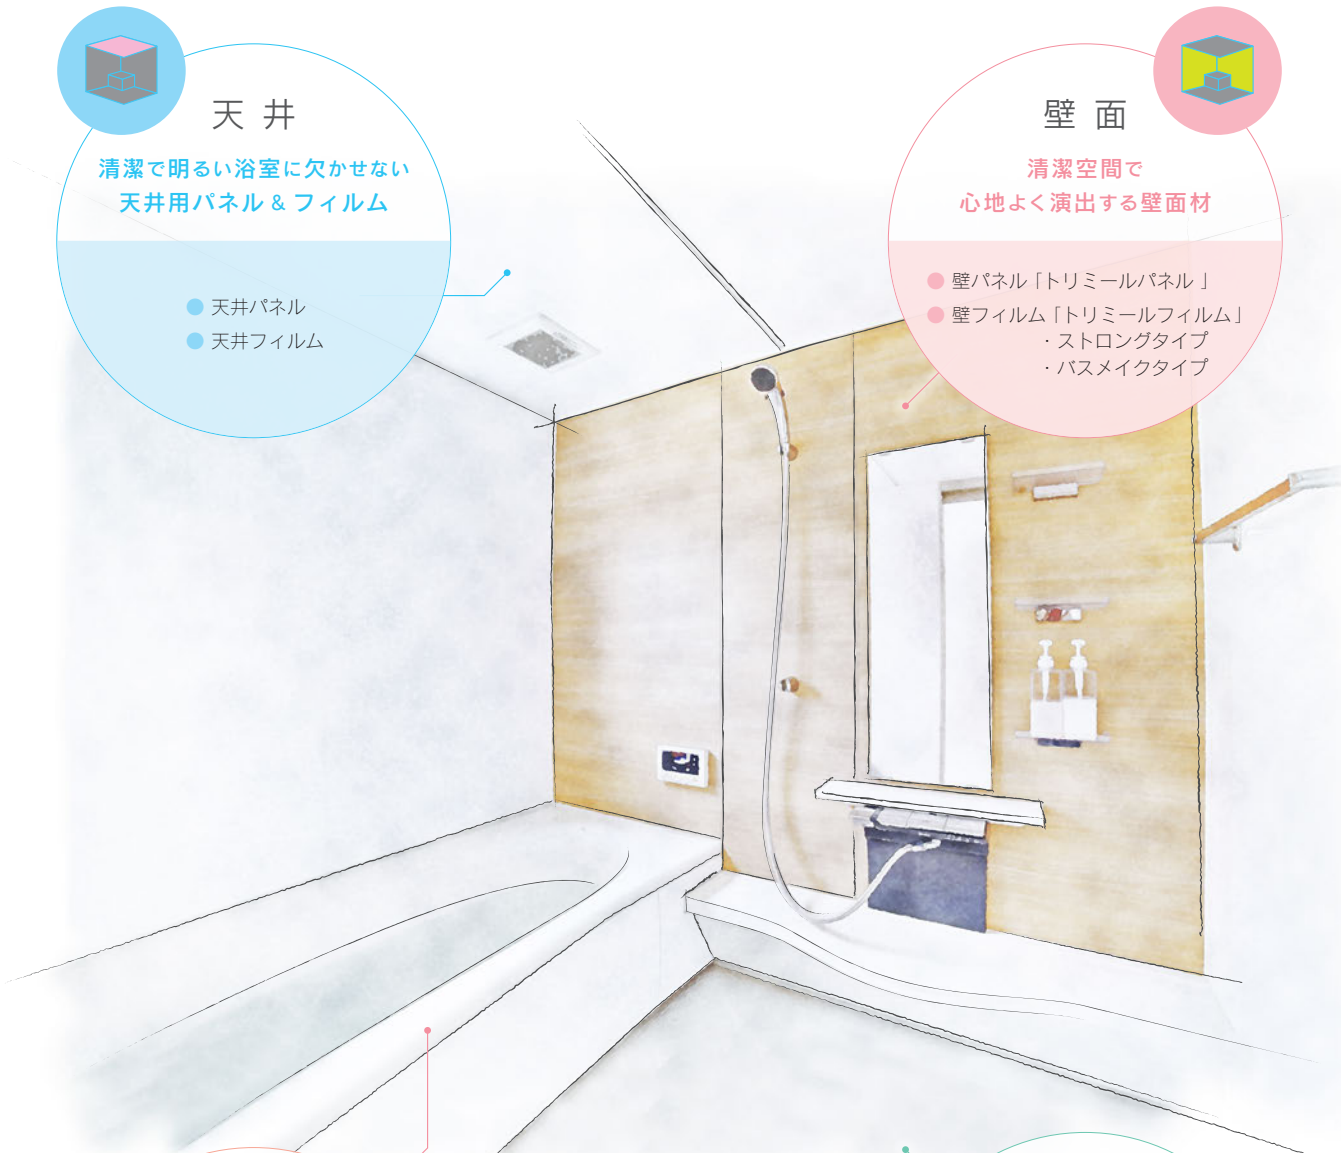 天井
清潔で明るい浴室に欠かせない
天井用パネル & フィルム
● 天井パネル
● 天井フィルム
壁面
清潔空間で
心地よく演出する壁面材
● 壁パネル「トリミールパネル」
● 壁フィルム「トリミールフィルム」
・ストロングタイプ
・バスメイクタイプ